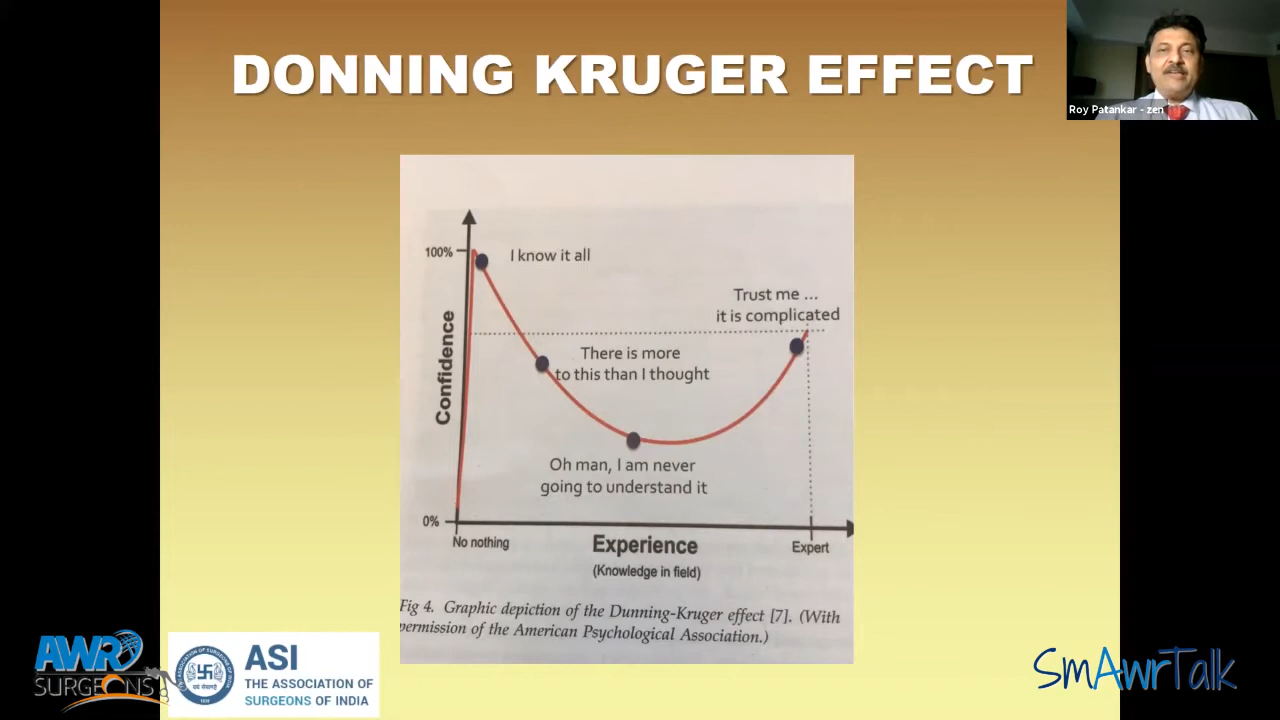 DONNING KRUGER EFFECT
Roy Patankar - zen
100%
I know it all
Trust me ...
it is complicated
There is more
to this than I thought
Confidence
Oh man, I am never
going to understand it
0%
No nothing
Experience
Expert
(Knowledge in field)
Fig 4. Graphic depiction of the Dunning-Kruger effect [7]. (With
permission of the American Psychological Association.)
AWR
SURGEONS
ASI
THE ASSOCIATION OF
SURGEONS OF INDIA
SmAwrTalk